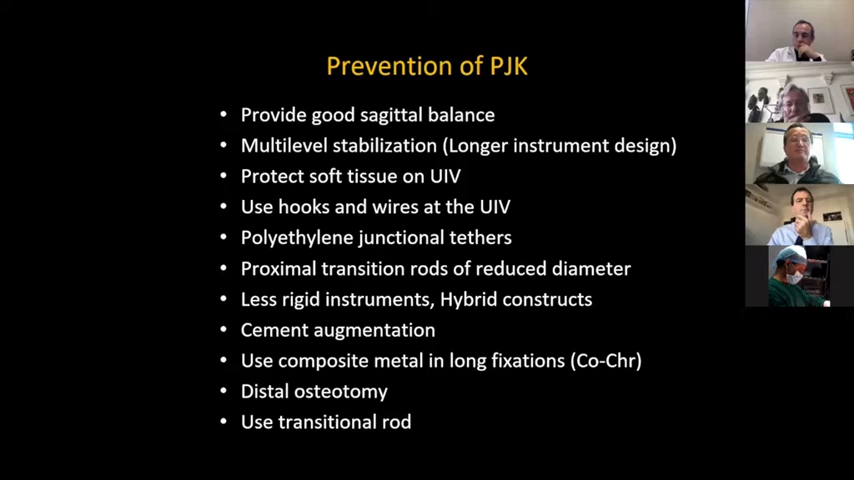 Prevention of PJK
• Provide good sagittal balance
• Multilevel stabilization (Longer instrument design)
• Protect soft tissue on UIV
• Use hooks and wires at the UIV
• Polyethylene junctional tethers
• Proximal transition rods of reduced diameter
• Less rigid instruments, Hybrid constructs
• Cement augmentation
• Use composite metal in long fixations (Co-Chr)
• Distal osteotomy
• Use transitional rod